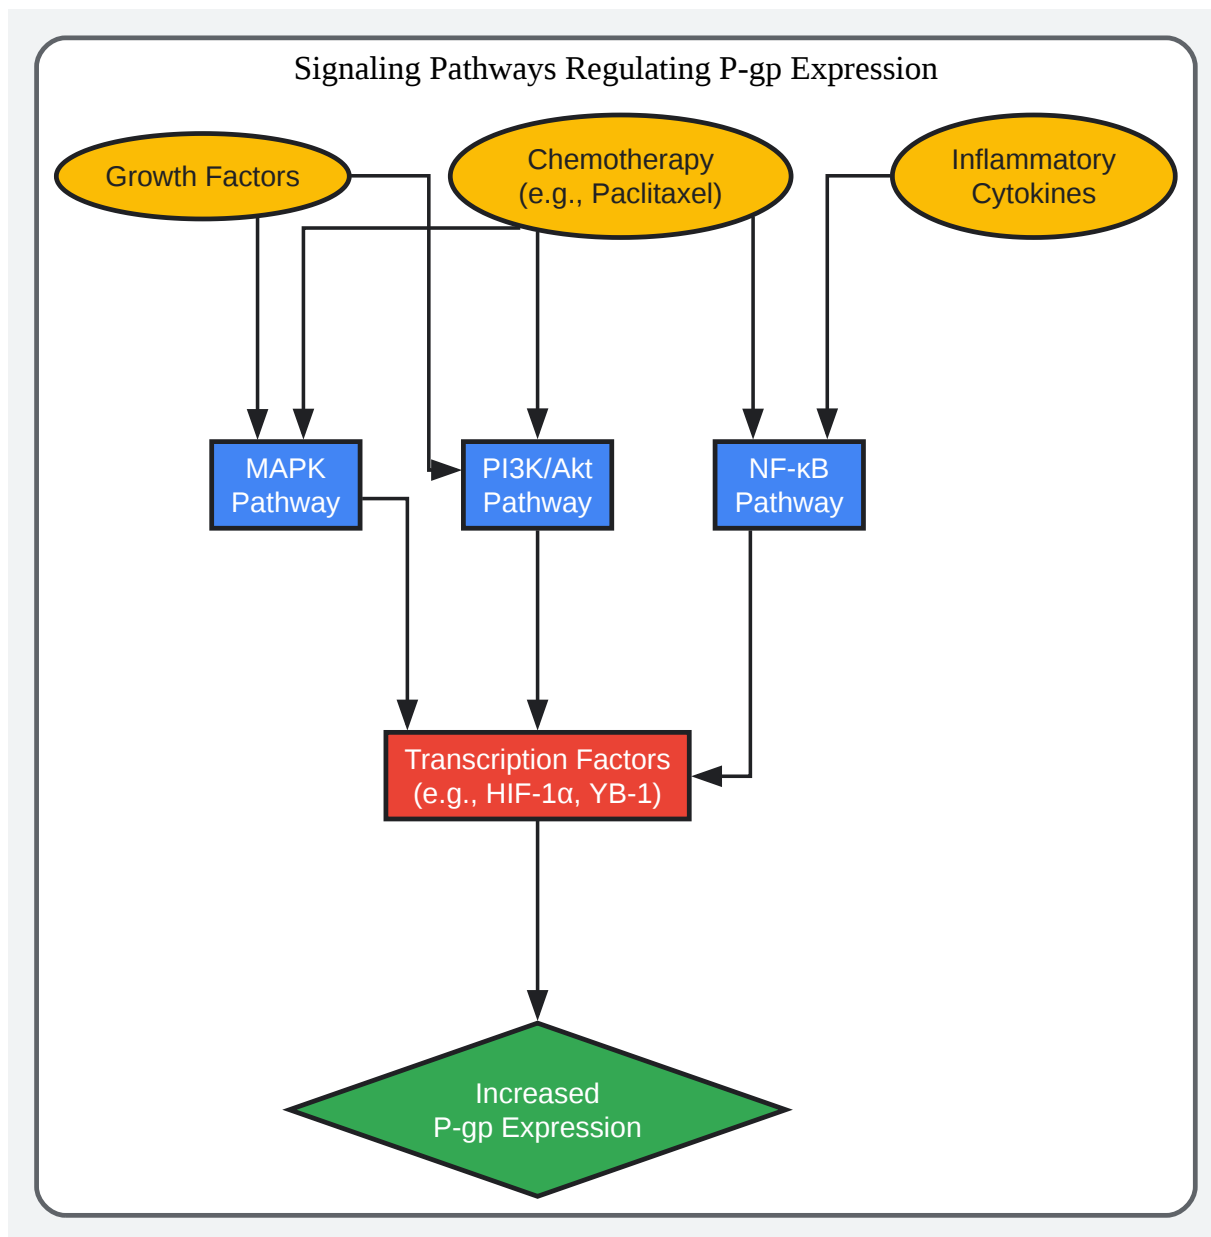 Signaling Pathways Regulating P-gp Expression
Growth Factors
Chemotherapy
(e.g., Paclitaxel)
Inflammatory
Cytokines
MAPK
Pathway
PI3K/Akt
Pathway
NF-κB
Pathway
Transcription Factors
(e.g., HIF-1α, YB-1)
Increased
P-gp Expression